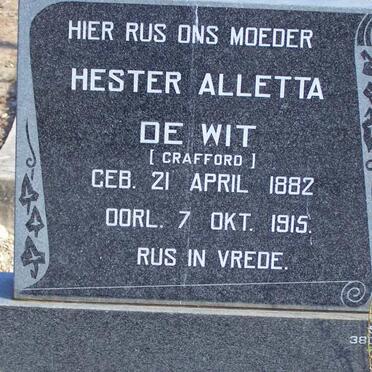 HIER RUS ONS MOEDER
HESTER ALLETTA
DE WIT
[ CRAFFORD ]
GEB. 21 APRIL 1882
OORL. 7 OKT. 1915.
RUS IN VREDE.